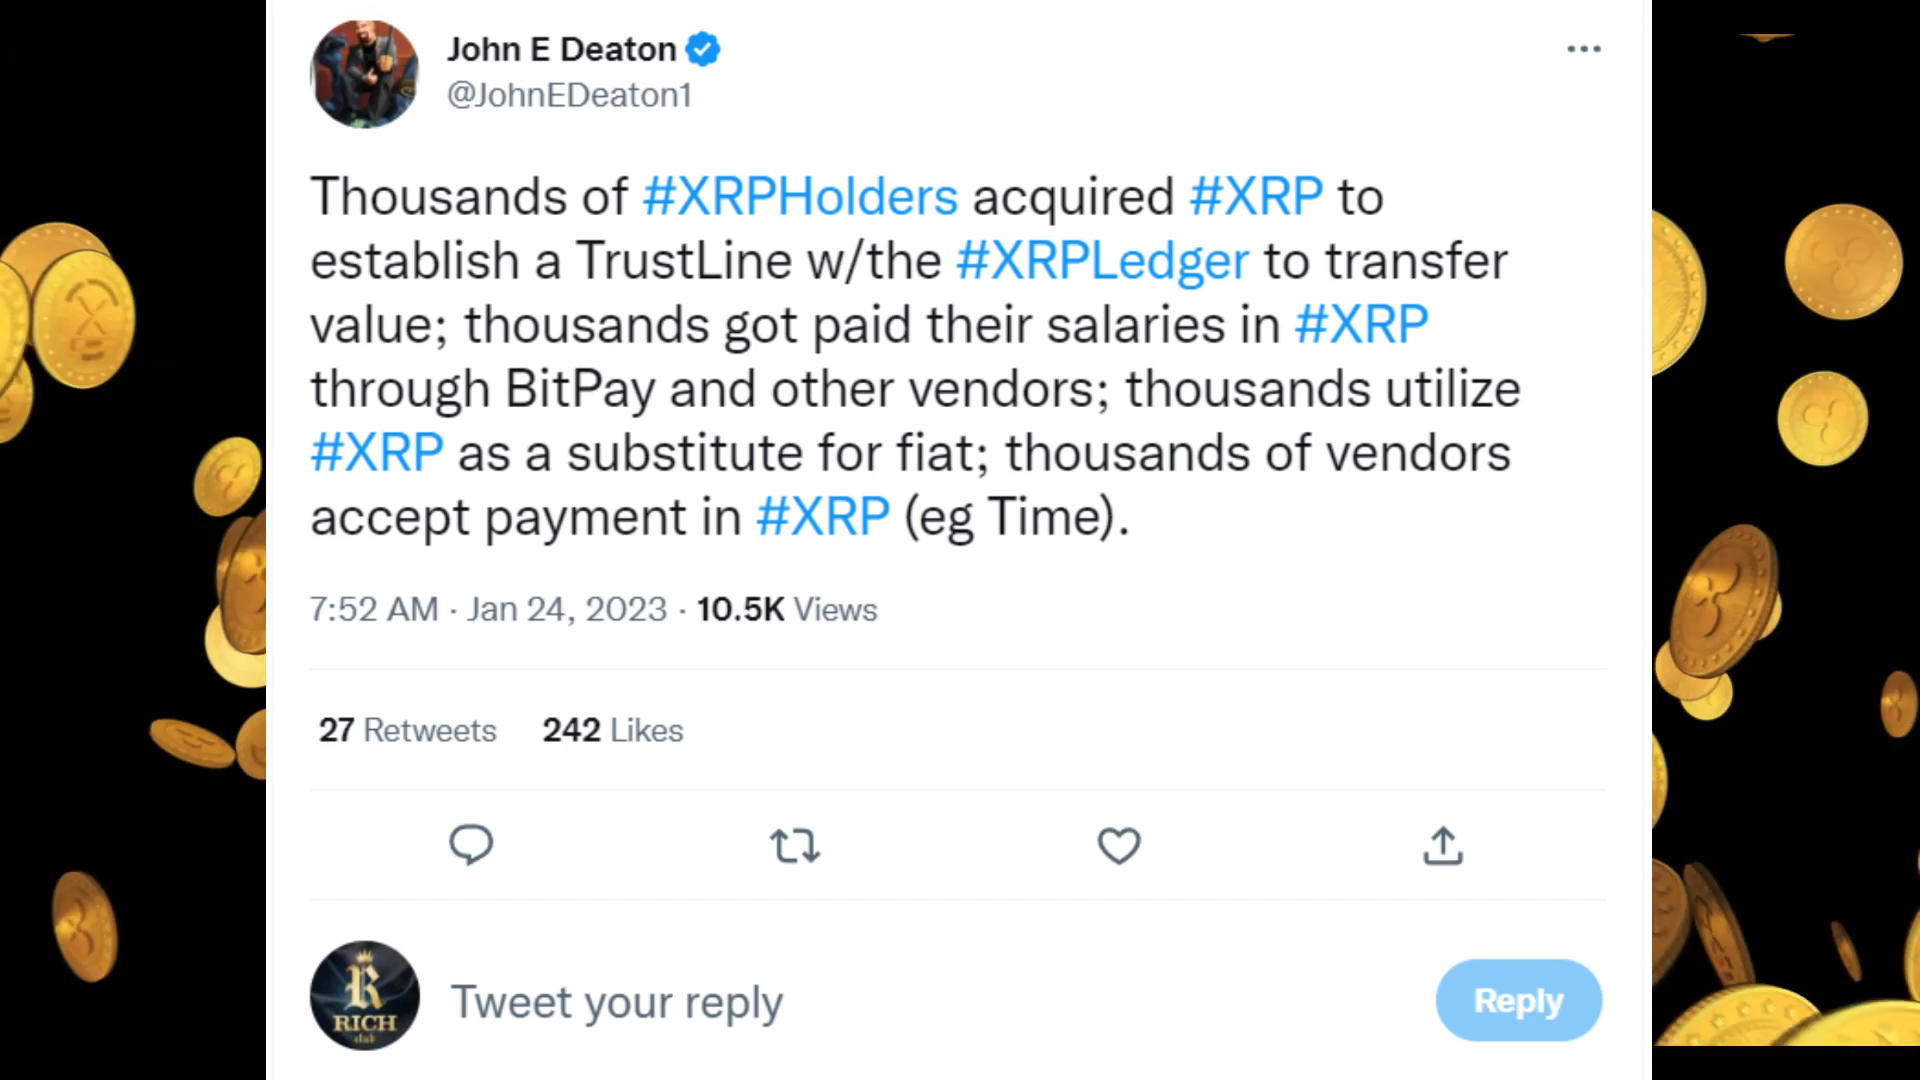 John E Deaton
@JohnEDeaton1
Thousands of #XRPHolders acquired #XRP to
establish a TrustLine w/the #XRPLedger to transfer
value; thousands got paid their salaries in #XRP
through BitPay and other vendors; thousands utilize
#XRP as a substitute for fiat; thousands of vendors
accept payment in #XRP (eg Time).
7:52 AM · Jan 24, 2023 · 10.5K Views
27 Retweets 242 Likes
R
RICH
club
Tweet your reply
Reply